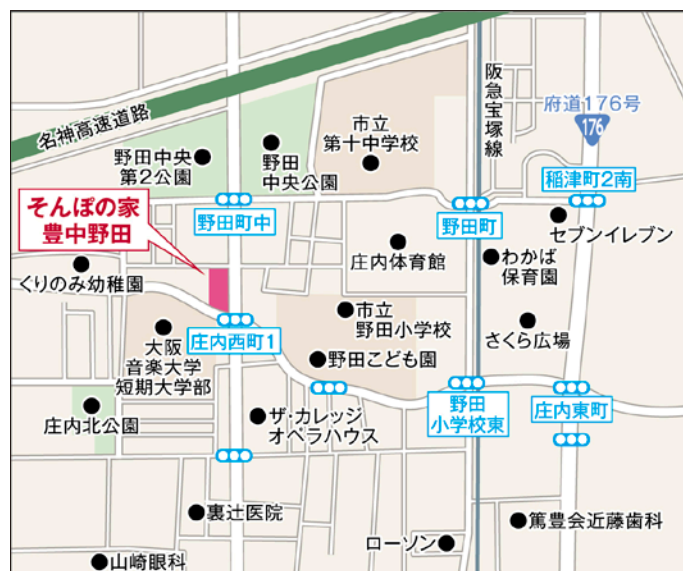 名神高速道路
阪急宝塚線
府道176号
176
市立
第十中学校
野田中央
第2公園
野田
中央公園
稲津町2南
そんぽの家
豊中野田
野田町中
野田町
セブンイレブン
庄内体育館
わかば
保育園
くりのみ幼稚園
市立
野田小学校
さくら広場
庄内西町1
大阪
音楽大学
短期大学部
野田こども園
庄内北公園
ザ・カレッジ
オペラハウス
野田
小学校東
庄内東町
裏辻医院
篤豊会近藤歯科
ローソン
山崎眼科